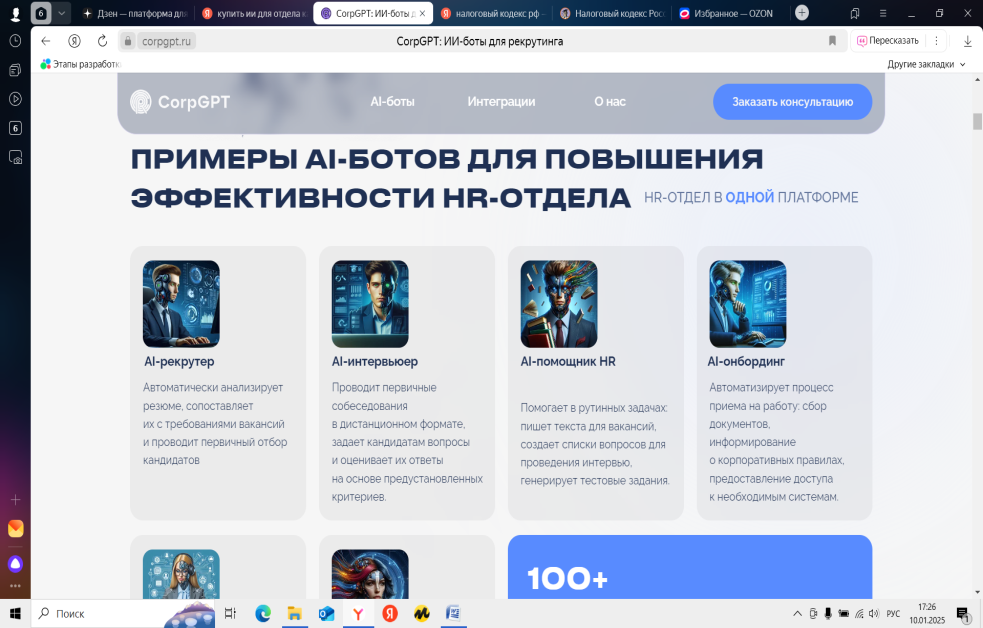 6
Дзен — платформа для
купить ии для отдела к
CorpGPT: ИИ-боты д
налоговый кодекс рф –
Налоговый кодекс Росс
Избранное — OZON
corpgpt.ru
CorpGPT: ИИ-боты для рекрутинга
Пересказать
Этапы разработк
Другие закладки
6
CorpGPT
AI-боты
Интеграции
О нас
Заказать консультацию
ПРИМЕРЫ AI-БОТОВ ДЛЯ ПОВЫШЕНИЯ
ЭФФЕКТИВНОСТИ HR-ОТДЕЛА
HR-ОТДЕЛ В ОДНОЙ ПЛАТФОРМЕ
AI-рекрутер
Автоматически анализирует
резюме, сопоставляет
их с требованиями вакансий
и проводит первичный отбор
кандидатов
AI-интервьюер
Проводит первичные
собеседования
в дистанционном формате,
задает кандидатам вопросы
и оценивает их ответы
на основе предустановленных
критериев.
AI-помощник HR
Помогает в рутинных задачах:
пишет текста для вакансий,
создает списки вопросов для
проведения интервью,
генерирует тестовые задания.
AI-онбординг
Автоматизирует процесс
приема на работу: сбор
документов,
информирование
о корпоративных правилах,
предоставление доступа
к необходимым системам.
100+
Поиск
РУС
17:26
10.01.2025
1